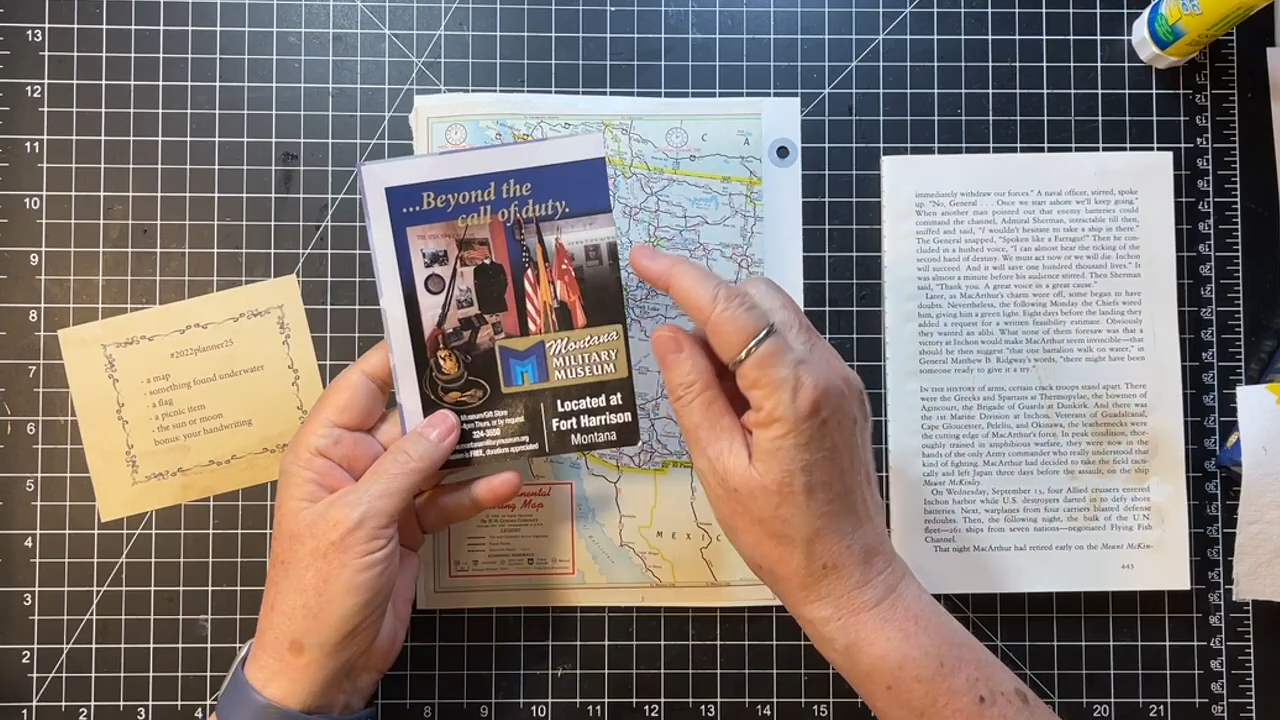 #2022planner25
- a map
- something found underwater
- a flag
- a picnic item
- the sun or moon
bonus: your handwriting
...Beyond the
call of duty.
Montana
MILITARY
MUSEUM
Museum/Gift Store
Thurs. or by request
324-3550
is FREE, donations appreciated
Located at
Fort Harrison
Montana
C
A
Map
LEGEND
MEXIC
immediately withdraw our forces." A naval officer, stirred, spoke
up. "No, General . . . Once we start ashore we'll keep going."
When another man pointed out that enemy batteries could
command the channel, Admiral Sherman, intractable till then,
sniffed and said, "I wouldn't hesitate to take a ship in there."
The General snapped, "Spoken like a Farragut!" Then he con-
cluded in a hushed voice, "I can almost hear the ticking of the
second hand of destiny. We must act now or we will die. Inchon
will succeed. And it will save one hundred thousand lives." It
was almost a minute before his audience stirred. Then Sherman
said, "Thank you. A great voice in a great cause."
Later, as MacArthur's charm wore off, some began to have
doubts. Nevertheless, the following Monday the Chiefs wired
him, giving him a green light. Eight days before the landing they
added a request for a written feasibility estimate. Obviously
they wanted an alibi. What none of them foresaw was that a
victory at Inchon would make MacArthur seem invincible—that
should he then suggest "that one battalion walk on water," in
General Matthew B. Ridgway's words, "there might have been
someone ready to give it a try."
IN THE HISTORY of arms, certain crack troops stand apart. There
were the Greeks and Spartans at Thermopylae, the bowmen of
Agincourt, the Brigade of Guards at Dunkirk. And there was
the 1st Marine Division at Inchon. Veterans of Guadalcanal,
Cape Gloucester, Peleliu, and Okinawa, the leathernecks were
the cutting edge of MacArthur's force. In peak condition, thor-
oughly trained in amphibious warfare, they were now in the
hands of the only Army commander who really understood that
kind of fighting. MacArthur had decided to take the field tacti-
cally and left Japan three days before the assault, on the ship
Mount McKinley.
On Wednesday, September 13, four Allied cruisers entered
Inchon harbor while U.S. destroyers darted in to defy shore
batteries. Next, warplanes from four carriers blasted defense
redoubts. Then, the following night, the bulk of the U.N.
fleet—261 ships from seven nations—negotiated Flying Fish
Channel.
That night MacArthur had retired early on the Mount McKin-
443